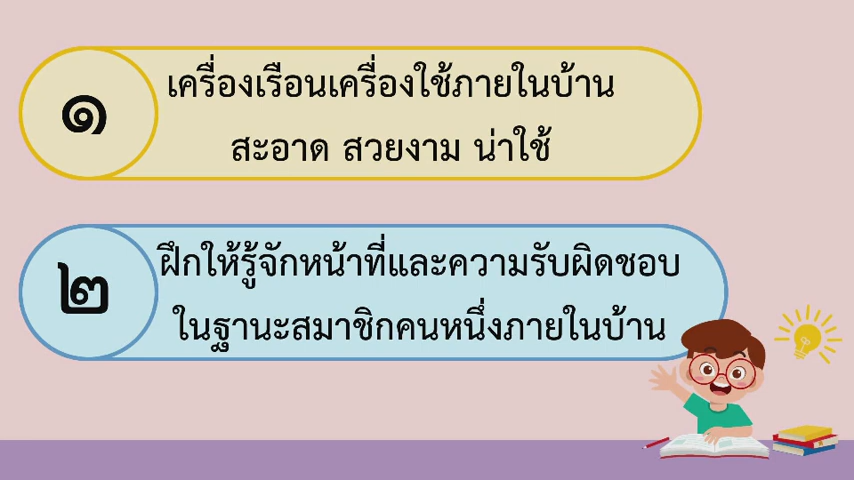 ๑
เครื่องเรือนเครื่องใช้ภายในบ้าน
สะอาด สวยงาม น่าใช้
๒
ฝึกให้รู้จักหน้าที่และความรับผิดชอบ
ในฐานะสมาชิกคนหนึ่งภายในบ้าน